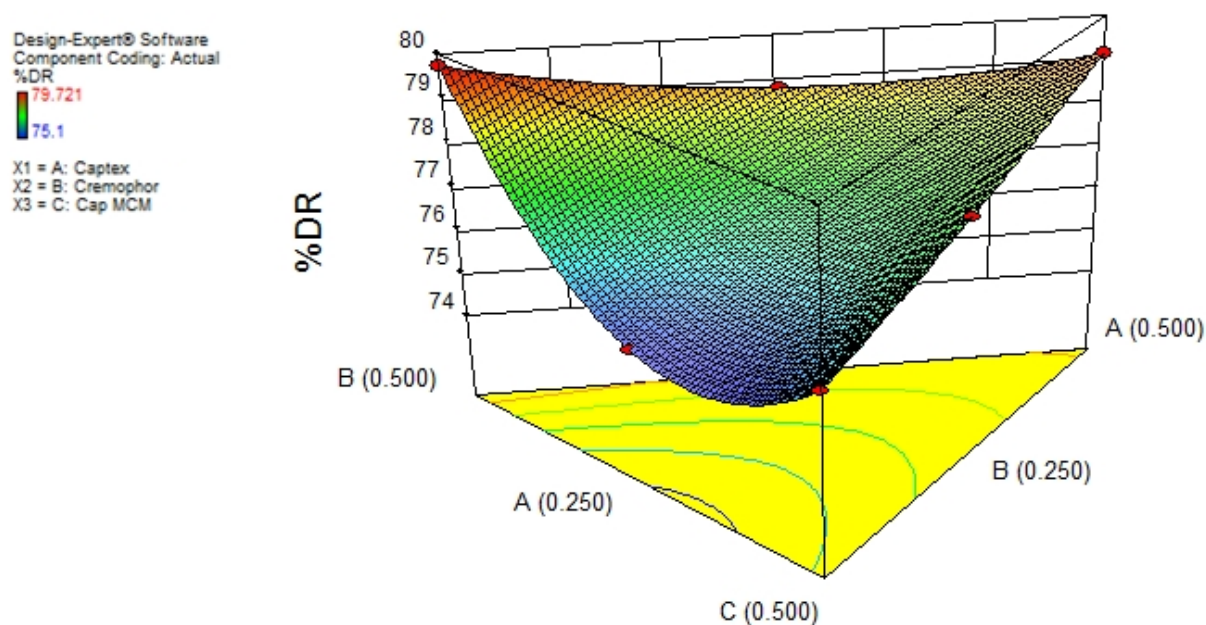 Design-Expert® Software
Component Coding: Actual
%DR
79.721
75.1
X1 = A: Captex
X2 = B: Cremophor
X3 = C: Cap MCM
%DR
80
79
78
77
76
75
74
B (0.500)
A (0.500)
A (0.250)
B (0.250)
C (0.500)